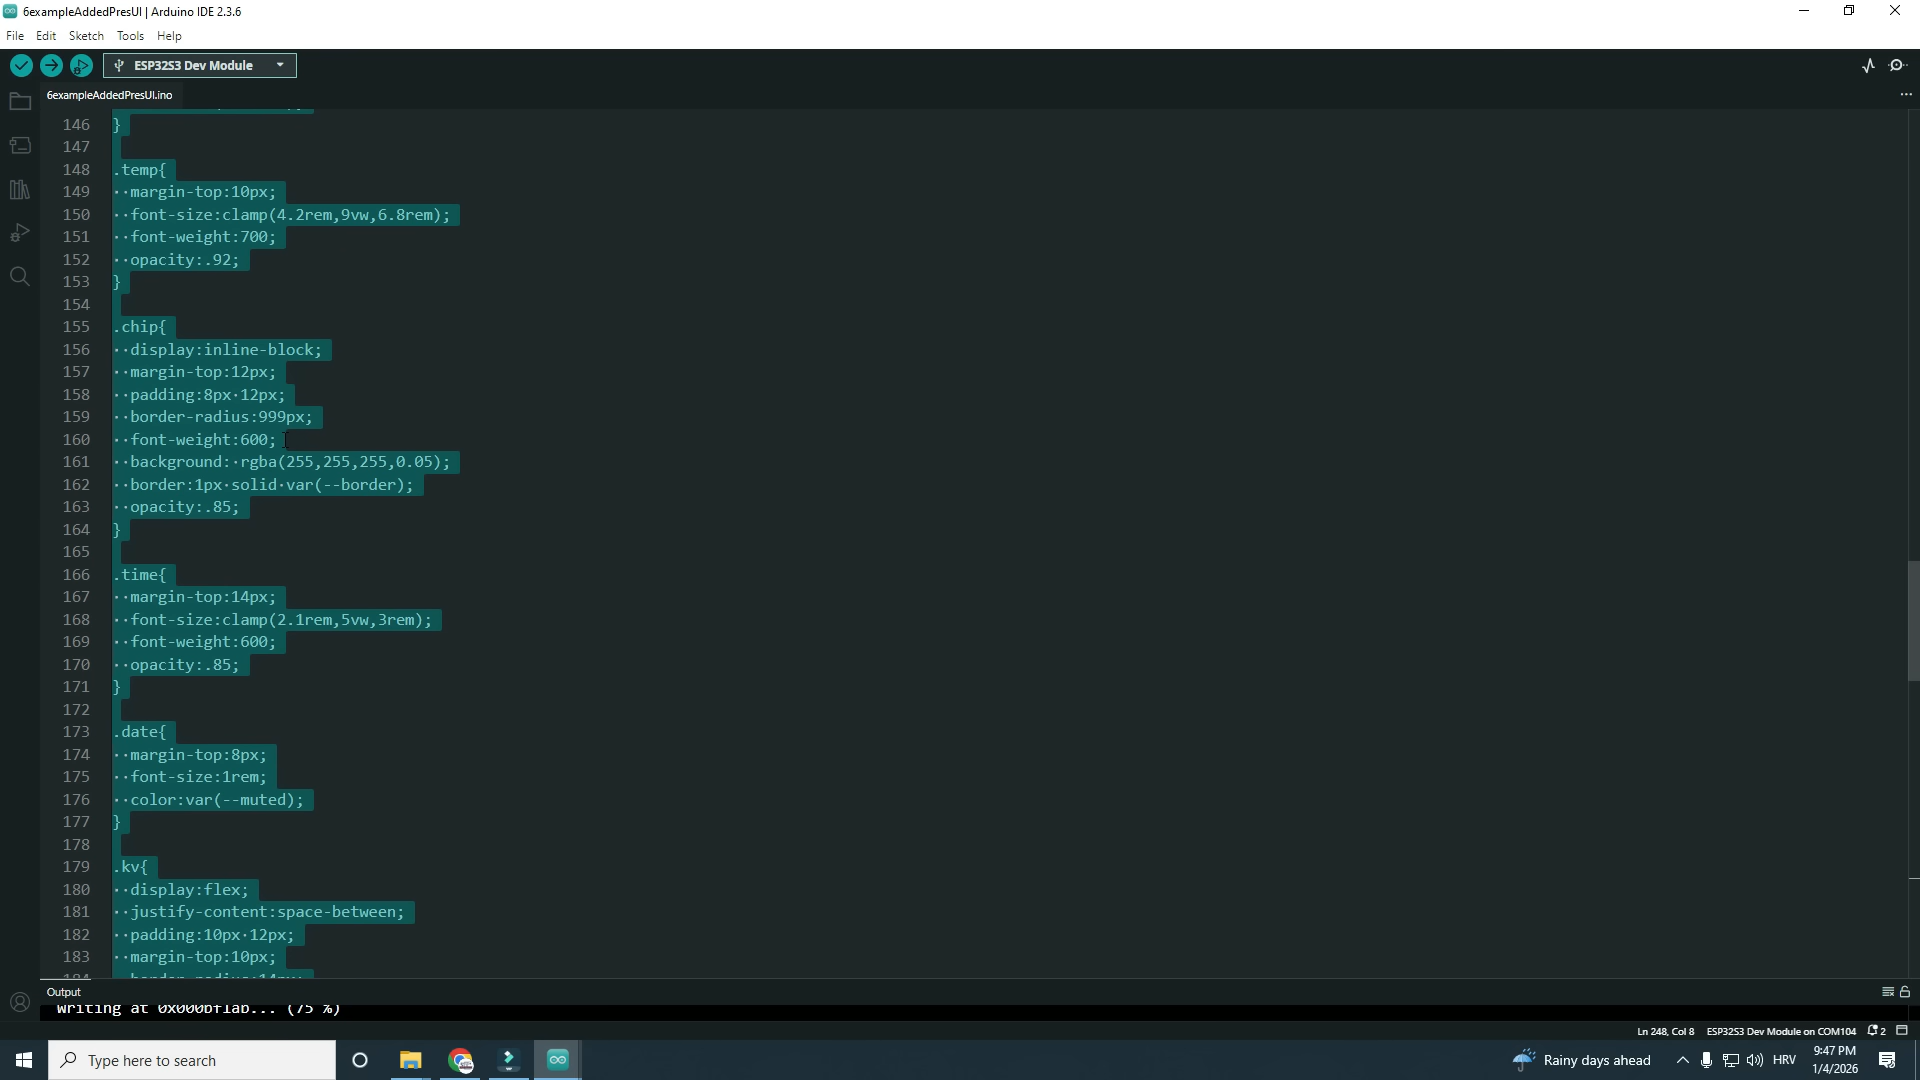 6exampleAddedPresUI | Arduino IDE 2.3.6
File Edit Sketch Tools Help
ESP32S3 Dev Module
6exampleAddedPresUI.ino
146 }
147
148 .temp{
149 ··margin-top:10px;
150 ··font-size:clamp(4.2rem,9vw,6.8rem);
151 ··font-weight:700;
152 ··opacity:.92;
153 }
154
155 .chip{
156 ··display:inline-block;
157 ··margin-top:12px;
158 ··padding:8px·12px;
159 ··border-radius:999px;
160 ··font-weight:600;
161 ··background:·rgba(255,255,255,0.05);
162 ··border:1px·solid·var(--border);
163 ··opacity:.85;
164 }
165
166 .time{
167 ··margin-top:14px;
168 ··font-size:clamp(2.1rem,5vw,3rem);
169 ··font-weight:600;
170 ··opacity:.85;
171 }
172
173 .date{
174 ··margin-top:8px;
175 ··font-size:1rem;
176 ··color:var(--muted);
177 }
178
179 .kv{
180 ··display:flex;
181 ··justify-content:space-between;
182 ··padding:10px·12px;
183 ··margin-top:10px;
184 ··border-radius:14px;
Output
Writing at 0x000bf1ab... (75 %)
Ln 248, Col 8 ESP32S3 Dev Module on COM104 2
Type here to search
Rainy days ahead
HRV
9:47 PM
1/4/2026